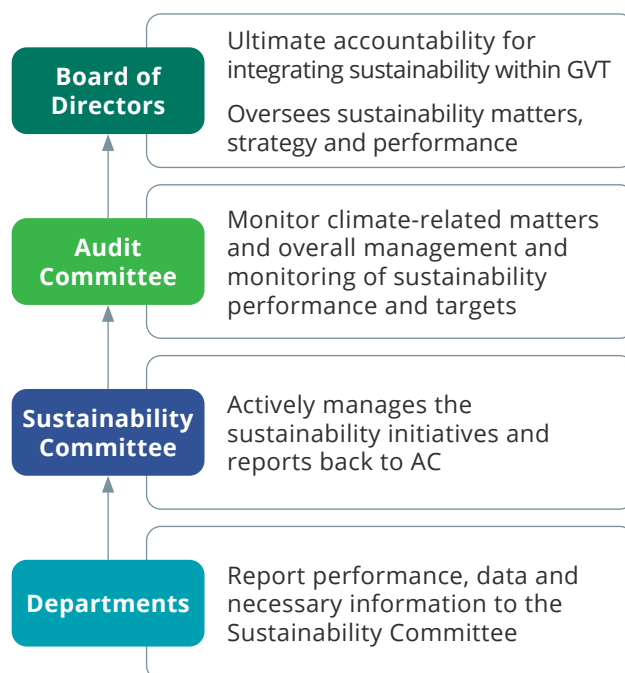 Board of
Directors
Ultimate accountability for
integrating sustainability within GVT
Oversees sustainability matters,
strategy and performance
Audit
Committee
Monitor climate-related matters
and overall management and
monitoring of sustainability
performance and targets
Sustainability
Committee
Actively manages the
sustainability initiatives and
reports back to AC
Departments
Report performance, data and
necessary information to the
Sustainability Committee